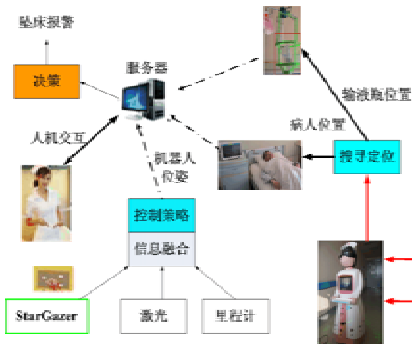 坠床报警
服务器
决策
输液瓶位置
病人位置
人机交互
搜寻定位
机器人
位姿
控制策略
信息融合
StarGazer
激光
里程计